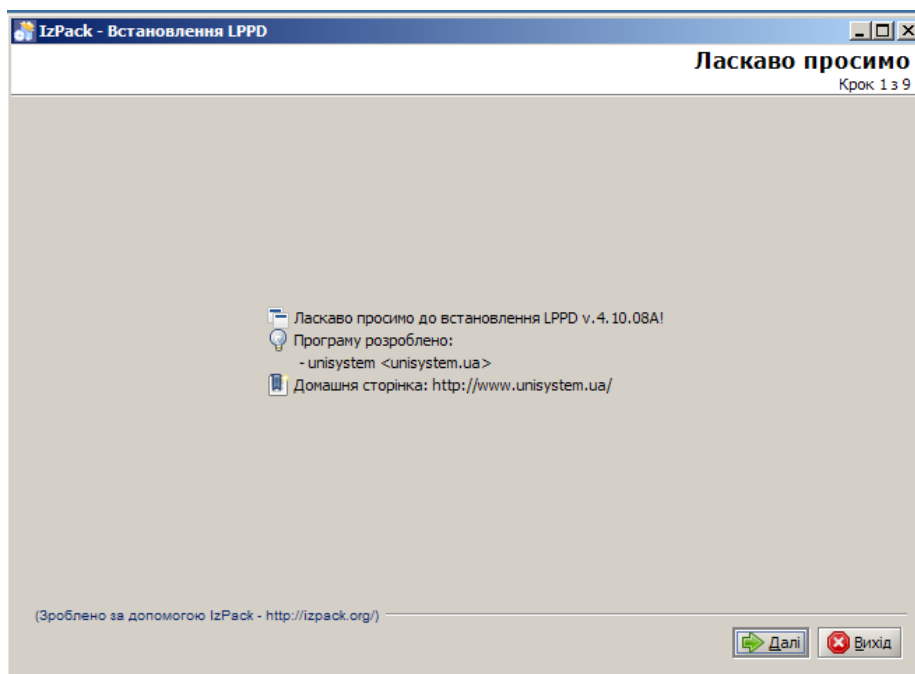 IzPack - Встановлення LPPD
Ласкаво просимо
Крок 1 з 9
Ласкаво просимо до встановлення LPPD v.4.10.08A!
Програму розроблено:
- unisystem <unisystem.ua>
Домашня сторінка: http://www.unisystem.ua/
(Зроблено за допомогою IzPack - http://izpack.org/)
Далі
Вихід